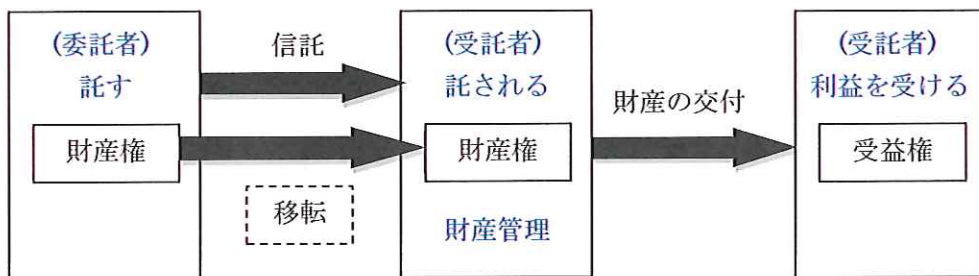 (委託者)
託す
財産権
信託
移転
(受託者)
託される
財産権
財産管理
財産の交付
(受託者)
利益を受ける
受益権